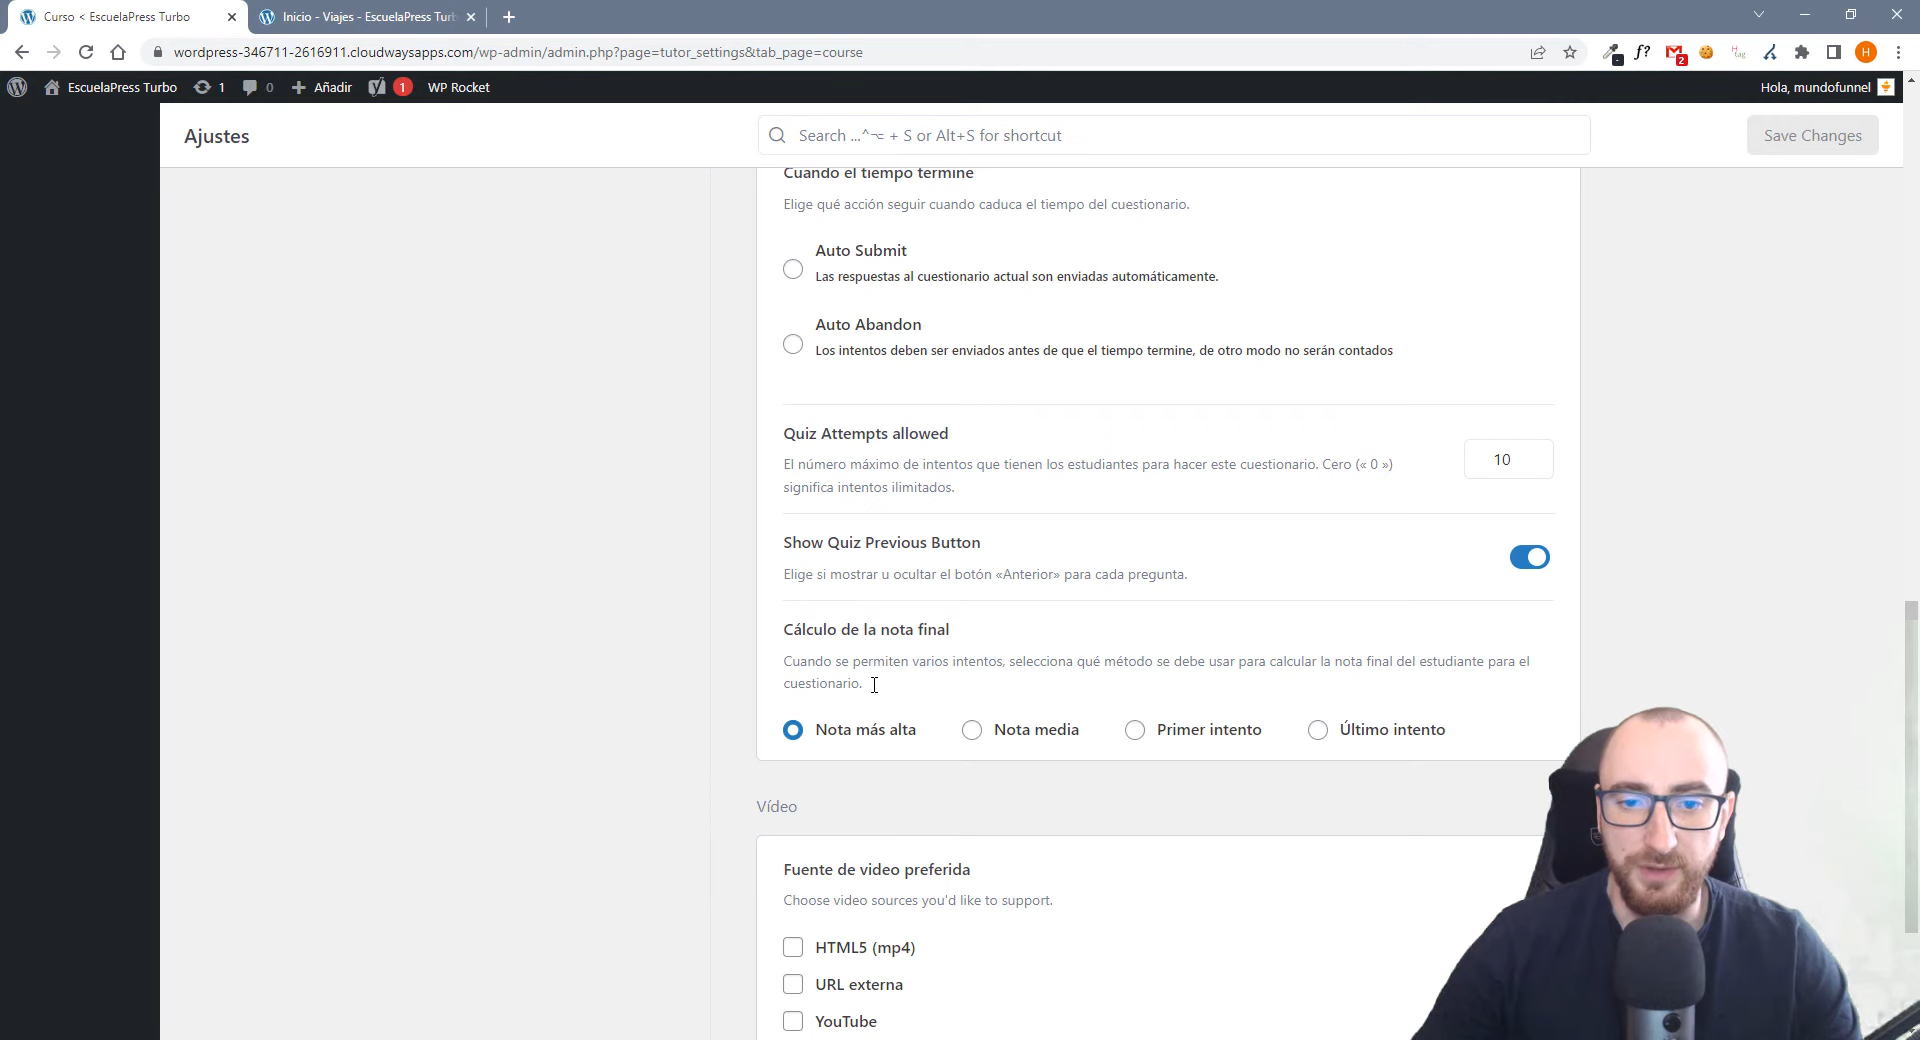 Curso < EscuelaPress Turbo
Inicio - Viajes - EscuelaPress Turb
wordpress-346711-2616911.cloudwaysapps.com/wp-admin/admin.php?page=tutor_settings&tab_page=course
f?
2
H
EscuelaPress Turbo
1
0
Añadir
1
WP Rocket
Hola, mundofunnel
Ajustes
Search ...^⌥ + S or Alt+S for shortcut
Save Changes
Cuando el tiempo termine
Elige qué acción seguir cuando caduca el tiempo del cuestionario.
Auto Submit
Las respuestas al cuestionario actual son enviadas automáticamente.
Auto Abandon
Los intentos deben ser enviados antes de que el tiempo termine, de otro modo no serán contados
Quiz Attempts allowed
El número máximo de intentos que tienen los estudiantes para hacer este cuestionario. Cero (« 0 »)
significa intentos ilimitados.
10
Show Quiz Previous Button
Elige si mostrar u ocultar el botón «Anterior» para cada pregunta.
Cálculo de la nota final
Cuando se permiten varios intentos, selecciona qué método se debe usar para calcular la nota final del estudiante para el
cuestionario.
Nota más alta
Nota media
Primer intento
Último intento
Vídeo
Fuente de video preferida
Choose video sources you'd like to support.
HTML5 (mp4)
URL externa
YouTube